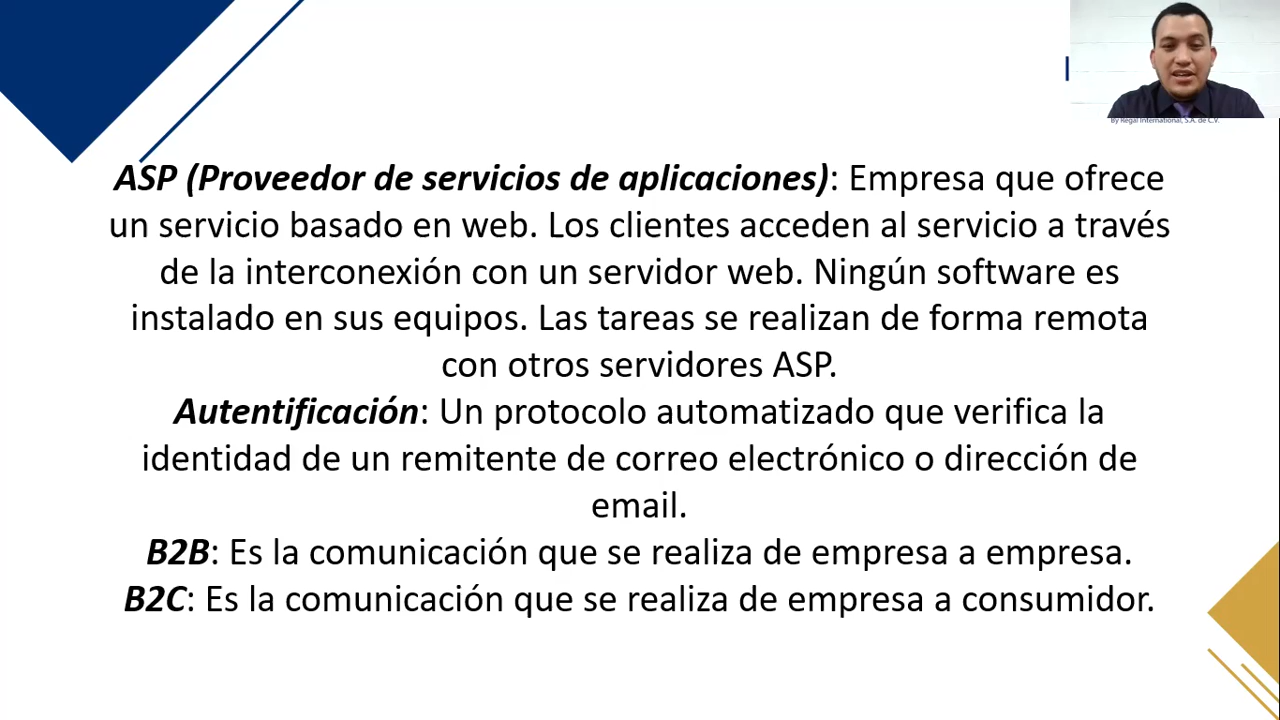 By Regal International, S.A. de C.V.
ASP (Proveedor de servicios de aplicaciones): Empresa que ofrece
un servicio basado en web. Los clientes acceden al servicio a través
de la interconexión con un servidor web. Ningún software es
instalado en sus equipos. Las tareas se realizan de forma remota
con otros servidores ASP.
Autentificación: Un protocolo automatizado que verifica la
identidad de un remitente de correo electrónico o dirección de
email.
B2B: Es la comunicación que se realiza de empresa a empresa.
B2C: Es la comunicación que se realiza de empresa a consumidor.